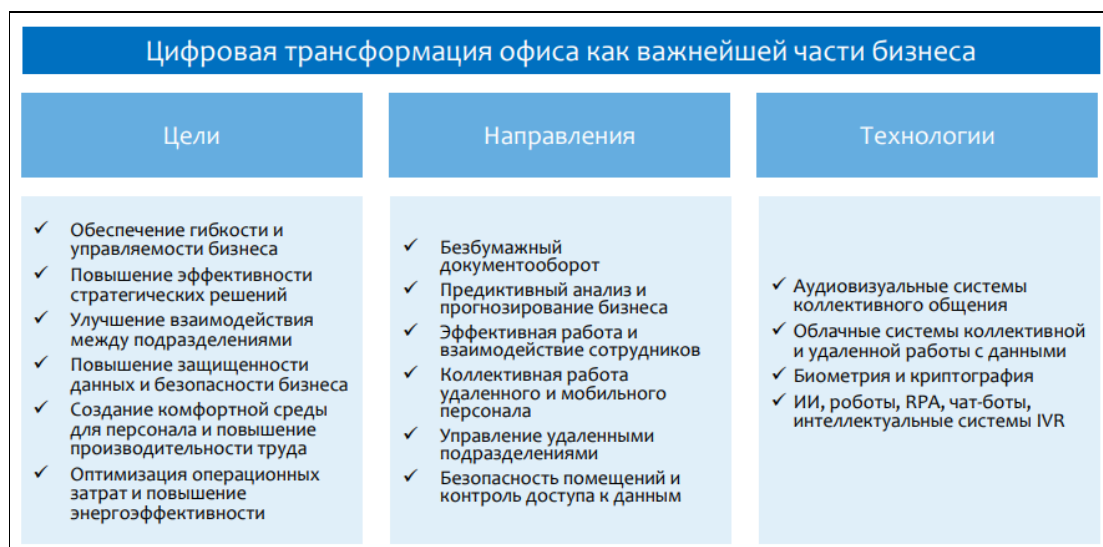 Цифровая трансформация офиса как важнейшей части бизнеса
Цели
✓ Обеспечение гибкости и
управляемости бизнеса
✓ Повышение эффективности
стратегических решений
✓ Улучшение взаимодействия
между подразделениями
✓ Повышение защищенности
данных и безопасности бизнеса
✓ Создание комфортной среды
для персонала и повышение
производительности труда
✓ Оптимизация операционных
затрат и повышение
энергоэффективности
Направления
✓ Безбумажный
документооборот
✓ Предиктивный анализ и
прогнозирование бизнеса
✓ Эффективная работа и
взаимодействие сотрудников
✓ Коллективная работа
удаленного и мобильного
персонала
✓ Управление удаленными
подразделениями
✓ Безопасность помещений и
контроль доступа к данным
Технологии
✓ Аудиовизуальные системы
коллективного общения
✓ Облачные системы коллективной
и удаленной работы с данными
✓ Биометрия и криптография
✓ ИИ, роботы, RPA, чат-боты,
интеллектуальные системы IVR